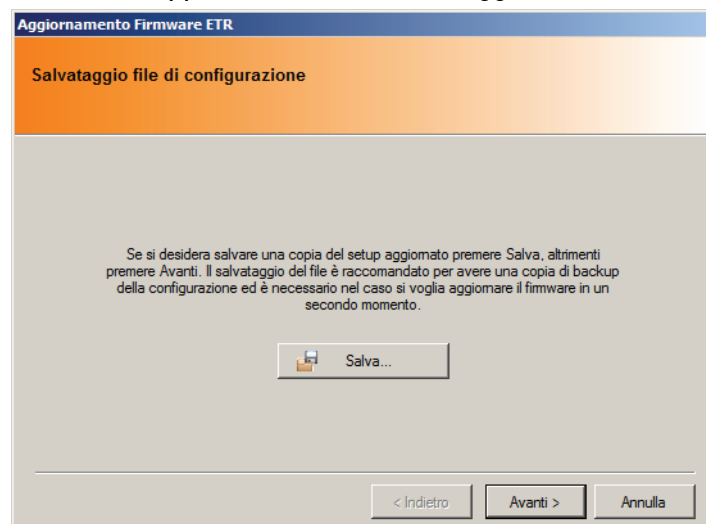 Aggiornamento Firmware ETR
Salvataggio file di configurazione
Se si desidera salvare una copia del setup aggiornato premere Salva, altrimenti
premere Avanti. Il salvataggio del file è raccomandato per avere una copia di backup
della configurazione ed è necessario nel caso si voglia aggiornare il firmware in un
secondo momento.
Salva...
< Indietro
Avanti >
Annulla